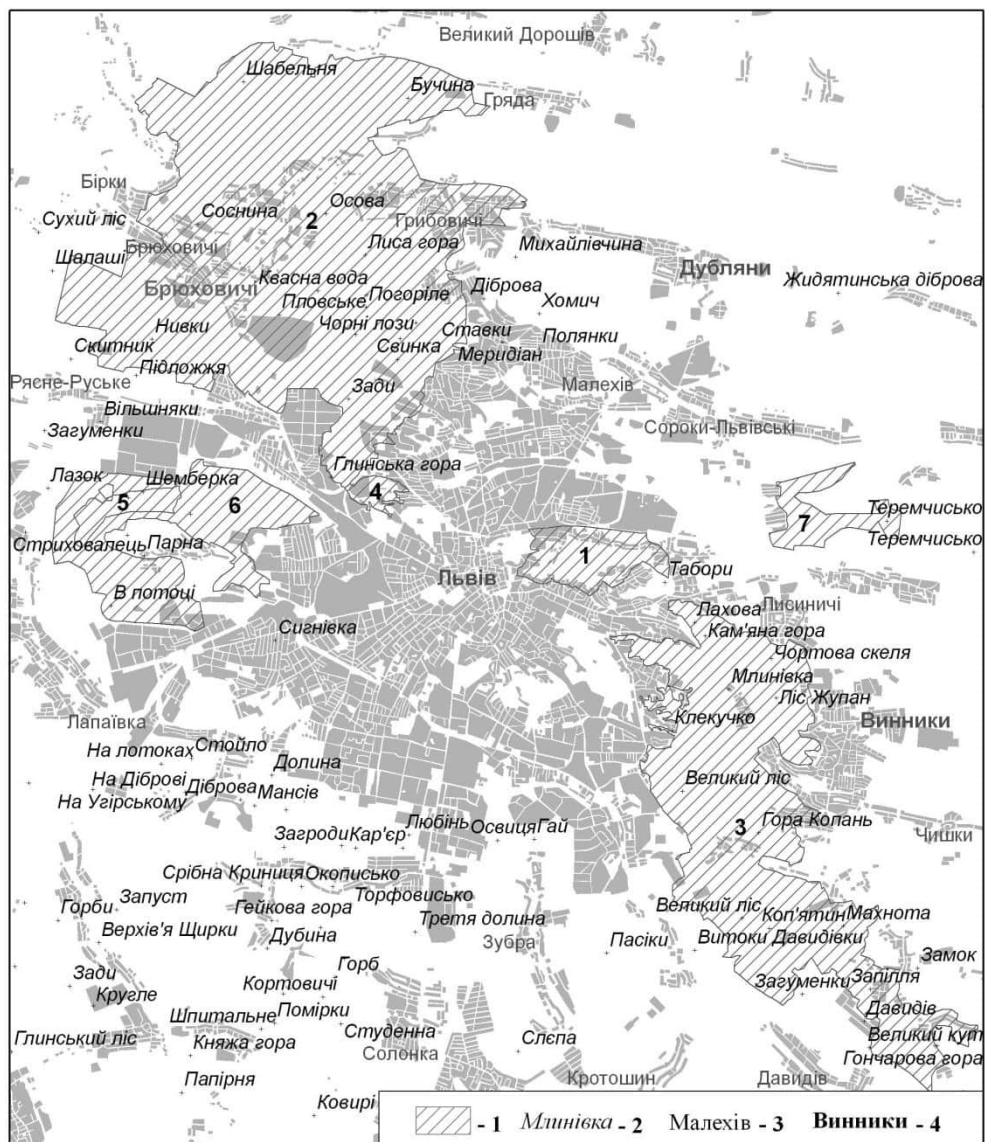 Великий Дорошів
Шабельня
Бучина
Гряда
Бірки
Соснина
2
Осова
Грибовичі
Сухий ліс
Брюховичі
Лиса гора
Михайлівчина
Шалаші
Дубляни
Квасна вода
Жидятинська діброва
Брюховичі
Пловське
Погоріле
Діброва
Хомич
Нивки
Чорні лози
Ставки
Полянки
Скитник
Свинка
Меридіан
Підложжя
Рясне-Руське
Зади
Малехів
Вільшняки
Загуменки
Сороки-Львівські
Глинська гора
Лазок
Шемберка
4
5
6
Теремчисько
7
Стриховалець
Парна
Теремчисько
1
Львів
Табори
В потоці
Лахова
Лисиничі
Сигнівка
Кам'яна гора
Чортова скеля
Млинівка
Ліс Жупан
Лапаївка
Клекучко
Винники
На лотоках
Стойло
Долина
На Діброві
Діброва
Великий ліс
На Угірському
Мансів
Гора Копань
Любінь
Освиця
Гай
3
Загороди
Кар'єр
Чишки
Срібна Криниця
Окописько
Запуст
Торфовисько
Горби
Гейкова гора
Третя долина
Великий ліс
Коп'ятин
Махнота
Верхів'я Щирки
Дубина
Зубра
Пасіки
Витоки Давидівки
Замок
Зади
Горб
Кортовичі
Загуменки
Запілля
Кругле
Шпитальне
Помірки
Давидів
Глинський ліс
Княжа гора
Студенна
Слєпа
Великий кут
Солонка
Гончарова гора
Папірня
Кротошин
Давидів
Ковирі
- 1 Млинівка - 2 Малехів - 3 Винники - 4